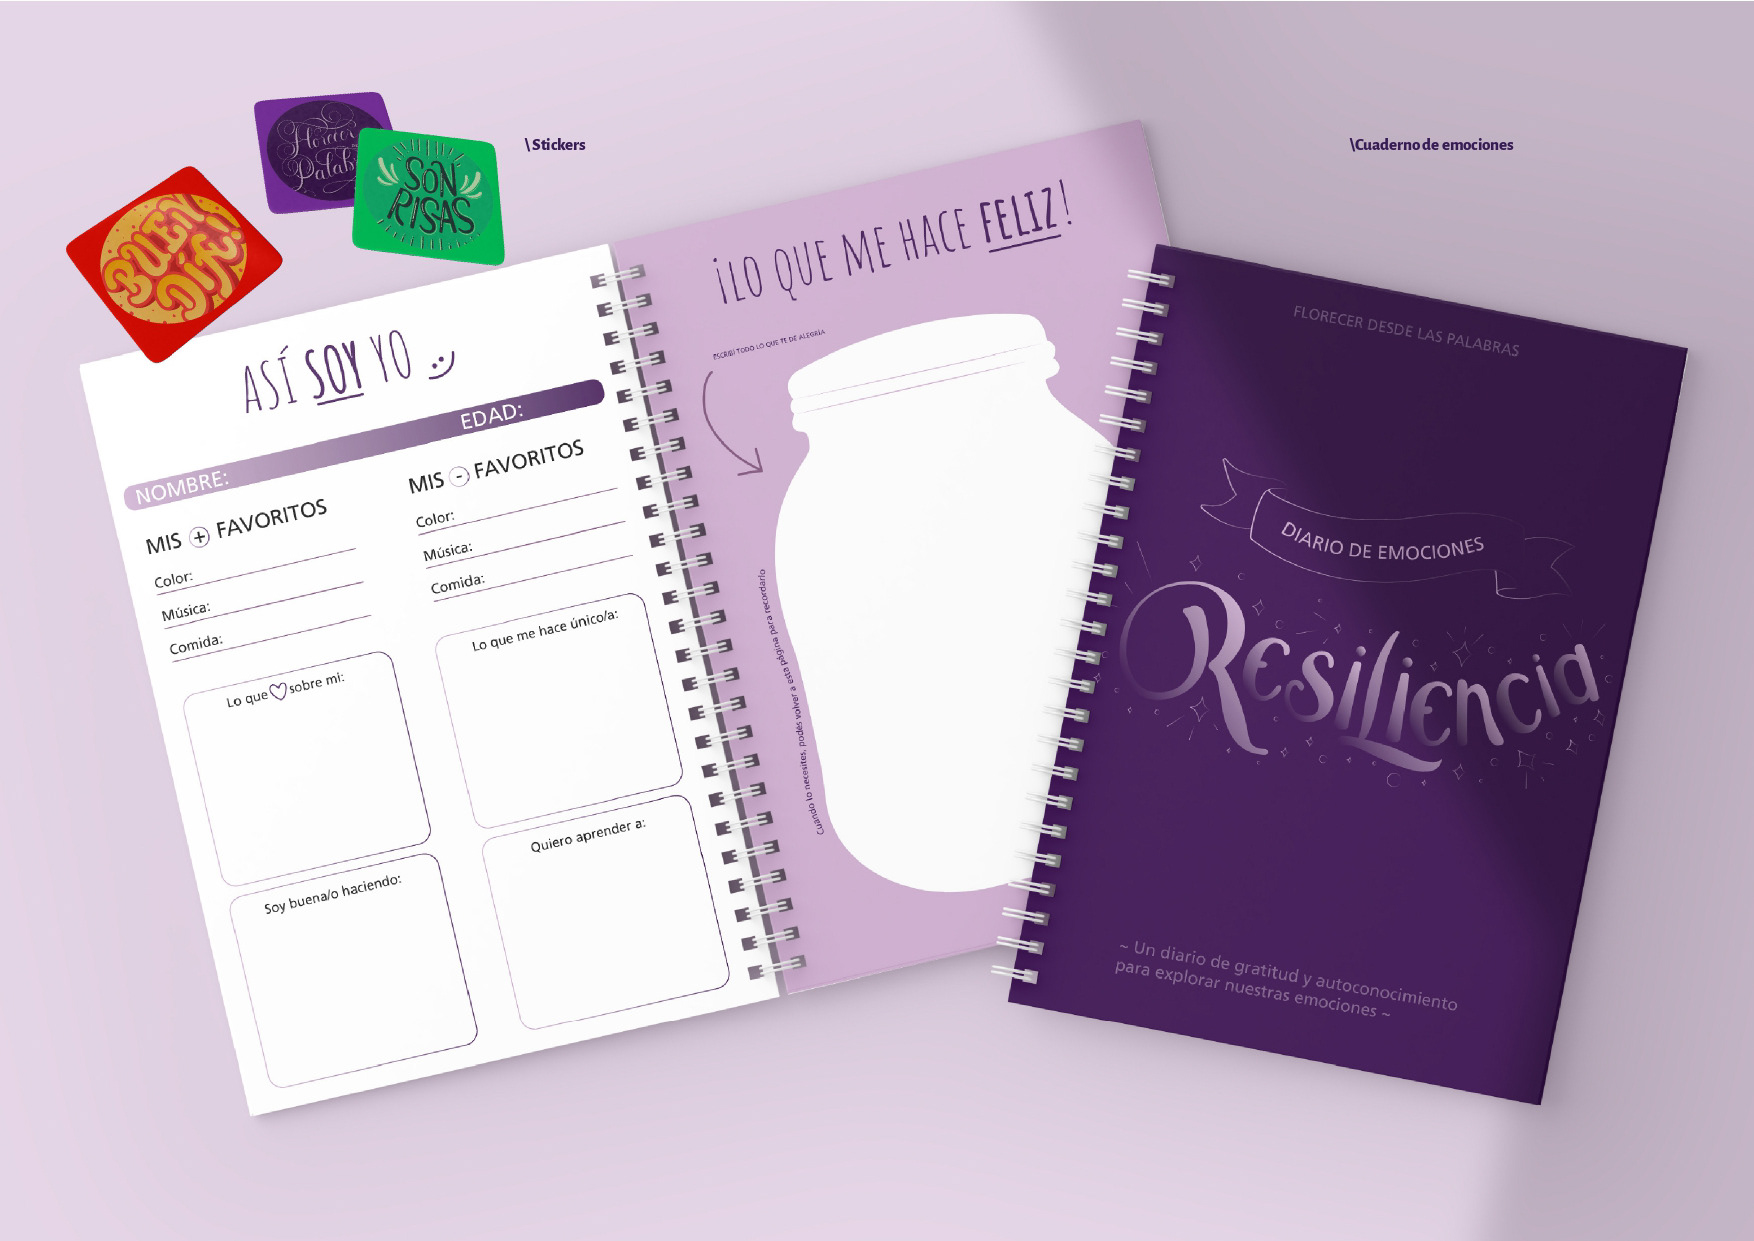 \Stickers
\Cuaderno de emociones
Florecer
Palab
SON
RISAS
BUEN
DÍA!
ASÍ SOY YO
NOMBRE:
EDAD:
MIS + FAVORITOS
Color:
Música:
Comida:
MIS - FAVORITOS
Color:
Música:
Comida:
Lo que sobre mi:
Lo que me hace único/a:
Soy buena/o haciendo:
Quiero aprender a:
¡LO QUE ME HACE FELIZ!
ESCRIBÍ TODO LO QUE TE DÉ ALEGRÍA
Cuando lo necesites, podés volver a esta página para recordarlo
FLORECER DESDE LAS PALABRAS
DIARIO DE EMOCIONES
Resiliencia
~ Un diario de gratitud y autoconocimiento
para explorar nuestras emociones ~